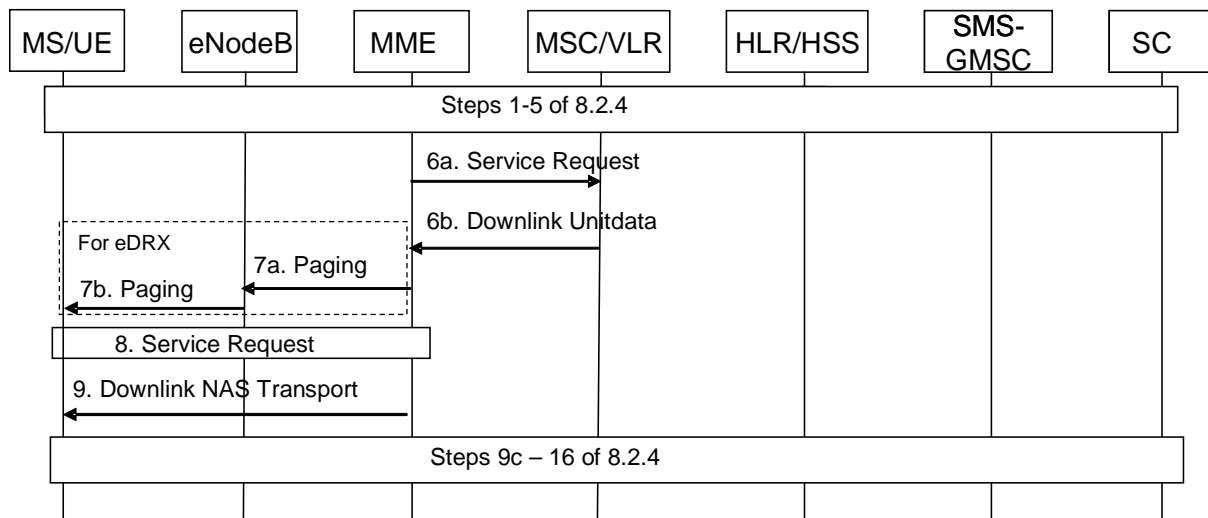 MS/UE
eNodeB
MME
MSC/VLR
HLR/HSS
SMS-
GMSC
SC
Steps 1-5 of 8.2.4
6a. Service Request
6b. Downlink Unitdata
For eDRX
7a. Paging
7b. Paging
8. Service Request
9. Downlink NAS Transport
Steps 9c – 16 of 8.2.4